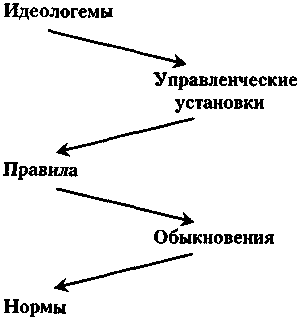 Идеологемы
Управленческие
установки
Правила
Обыкновения
Нормы